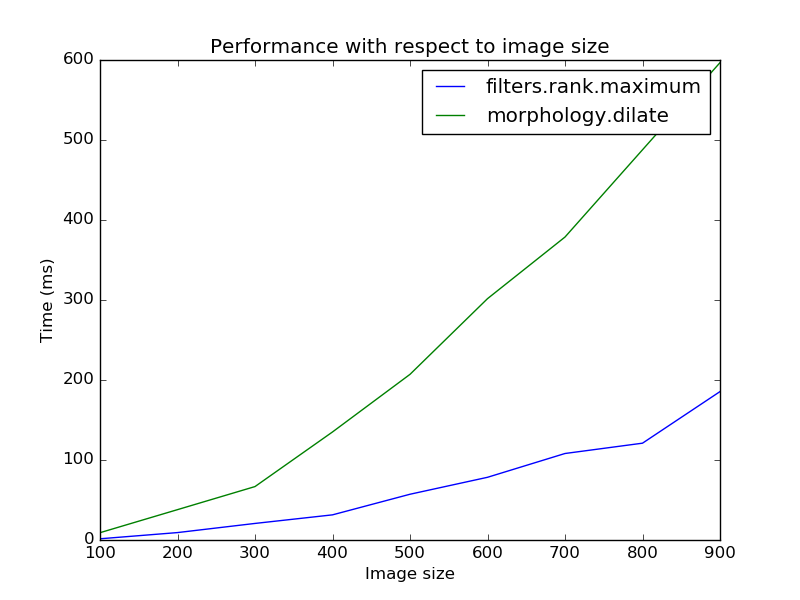 Performance with respect to image size
filters.rank.maximum
morphology.dilate
600
500
400
300
200
100
0
Time (ms)
100 200 300 400 500 600 700 800 900
Image size